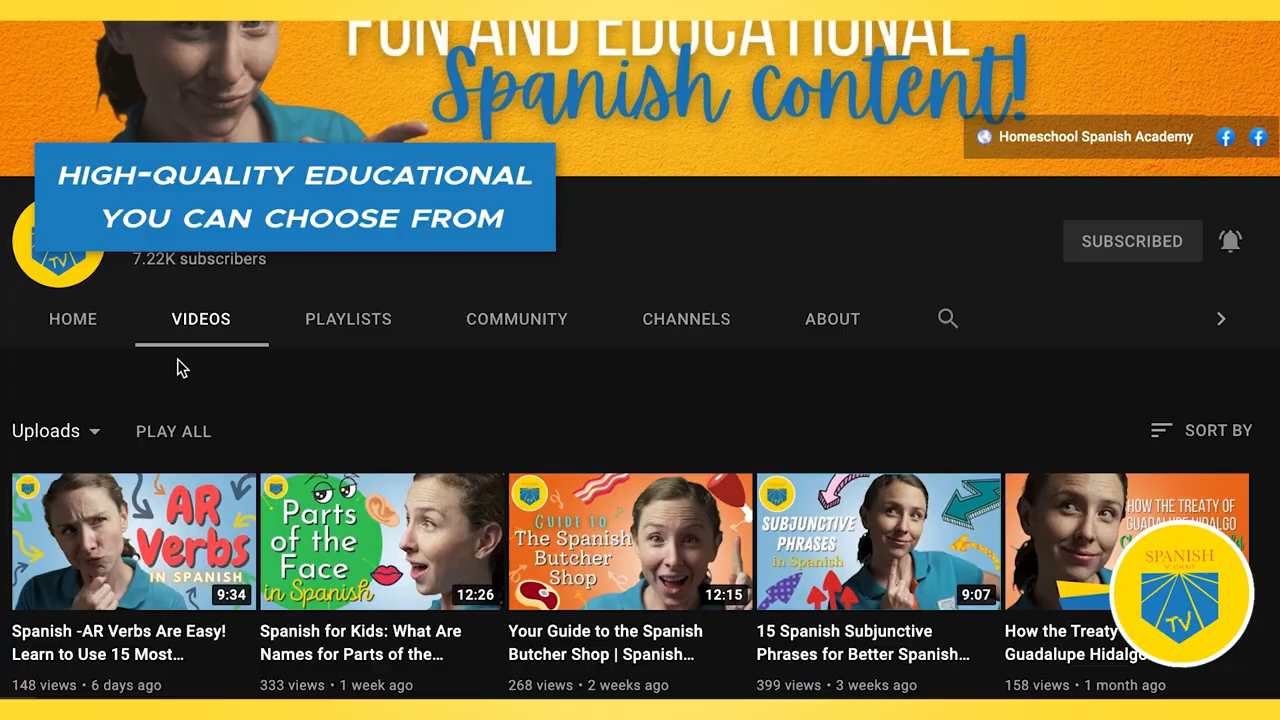 FUN AND EDUCATIONAL
Spanish content!
Homeschool Spanish Academy
HIGH-QUALITY EDUCATIONAL
YOU CAN CHOOSE FROM
TV
7.22K subscribers
SUBSCRIBED
HOME
VIDEOS
PLAYLISTS
COMMUNITY
CHANNELS
ABOUT
Uploads
PLAY ALL
SORT BY
AR
Verbs
IN SPANISH
9:34
Parts
of the
Face
in Spanish
12:26
GUIDE TO
The Spanish
Butcher
Shop
12:15
SUBJUNCTIVE
PHRASES
in Spanish
9:07
HOW THE TREATY OF
GUADALUPE HIDALGO
SPANISH
ACADEMY
TV
Spanish -AR Verbs Are Easy!
Learn to Use 15 Most...
148 views • 6 days ago
Spanish for Kids: What Are
Names for Parts of the...
333 views • 1 week ago
Your Guide to the Spanish
Butcher Shop | Spanish...
268 views • 2 weeks ago
15 Spanish Subjunctive
Phrases for Better Spanish...
399 views • 3 weeks ago
How the Treaty
Guadalupe Hidalgo
158 views • 1 month ago